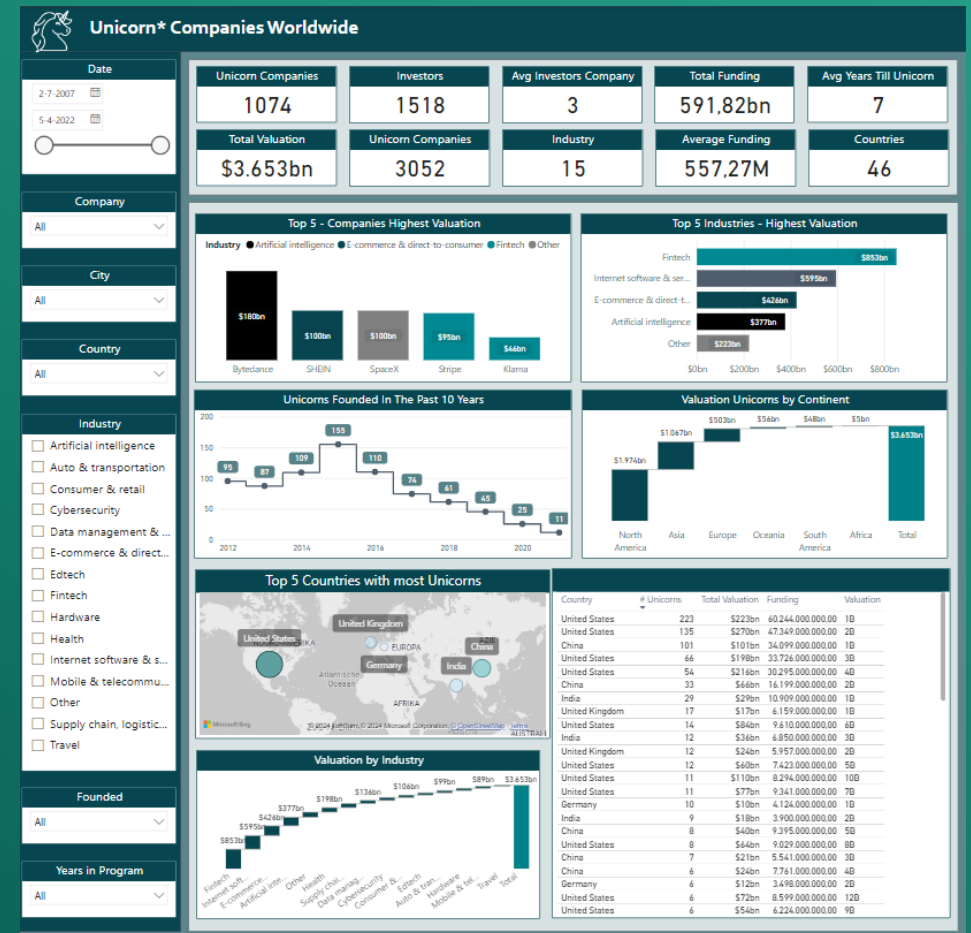 Unicorn* Companies Worldwide
Date
2-7-2007
5-4-2022
Company
All
City
All
Country
All
Industry
Artificial intelligence
Auto & transportation
Consumer & retail
Cybersecurity
Data management & ...
E-commerce & direct...
Edtech
Fintech
Hardware
Health
Internet software & s...
Mobile & telecommu...
Other
Supply chain, logistic...
Travel
Founded
All
Years in Program
All
Unicorn Companies
1074
Investors
1518
Avg Investors Company
3
Total Funding
591,82bn
Avg Years Till Unicorn
7
Total Valuation
$3.653bn
Unicorn Companies
3052
Industry
15
Average Funding
557,27M
Countries
46
Top 5 - Companies Highest Valuation
Industry Artificial intelligence E-commerce & direct-to-consumer Fintech Other
$180bn
$100bn
$100bn
$95bn
$46bn
Bytedance SHEIN SpaceX Stripe Klarna
Top 5 Industries - Highest Valuation
Fintech $853bn
Internet software & ser... $595bn
E-commerce & direct-t... $426bn
Artificial intelligence $377bn
Other $223bn
$0bn $200bn $400bn $600bn $800bn
Unicorns Founded In The Past 10 Years
200
150
100
50
0
95 87 109 155 110 74 61 45 25 11
2012 2014 2016 2018 2020
Valuation Unicorns by Continent
$1.974bn $1.067bn $503bn $56bn $48bn $5bn $3.653bn
North America Asia Europe Oceania South America Africa Total
Top 5 Countries with most Unicorns
United States
United Kingdom
EUROPA
China
Germany
India
Atlantische
Oceaan
AFRIKA
Microsoft Bing
© 2024 Microsoft Corporation, © OpenStreetMap Terms
Valuation by Industry
$853bn $595bn $426bn $377bn $198bn $136bn $106bn $99bn $89bn $3.653bn
Fintech
Internet soft...
E-commerce...
Artificial inte...
Other
Health
Supply chai...
Data manag...
Cybersecurity
Consumer &...
Edtech
Auto & tran...
Hardware
Mobile & tel...
Travel
Total
Country # Unicorns Total Valuation Funding Valuation
United States 223 $223bn 60.244.000.000,00 1B
United States 135 $270bn 47.349.000.000,00 2B
China 101 $101bn 34.099.000.000,00 1B
United States 66 $198bn 33.726.000.000,00 3B
United States 54 $216bn 30.295.000.000,00 4B
China 33 $66bn 16.199.000.000,00 2B
India 29 $29bn 10.909.000.000,00 1B
United Kingdom 17 $17bn 6.159.000.000,00 1B
United States 14 $84bn 9.610.000.000,00 6B
India 12 $36bn 6.850.000.000,00 3B
United Kingdom 12 $24bn 5.957.000.000,00 2B
United States 12 $60bn 7.423.000.000,00 5B
United States 11 $110bn 8.294.000.000,00 10B
United States 11 $77bn 9.341.000.000,00 7B
Germany 10 $10bn 4.124.000.000,00 1B
India 9 $18bn 3.900.000.000,00 2B
China 8 $40bn 9.395.000.000,00 5B
United States 8 $64bn 9.029.000.000,00 8B
China 7 $21bn 5.541.000.000,00 3B
China 6 $24bn 7.761.000.000,00 4B
Germany 6 $12bn 3.498.000.000,00 2B
United States 6 $72bn 8.599.000.000,00 12B
United States 6 $54bn 6.224.000.000,00 9B